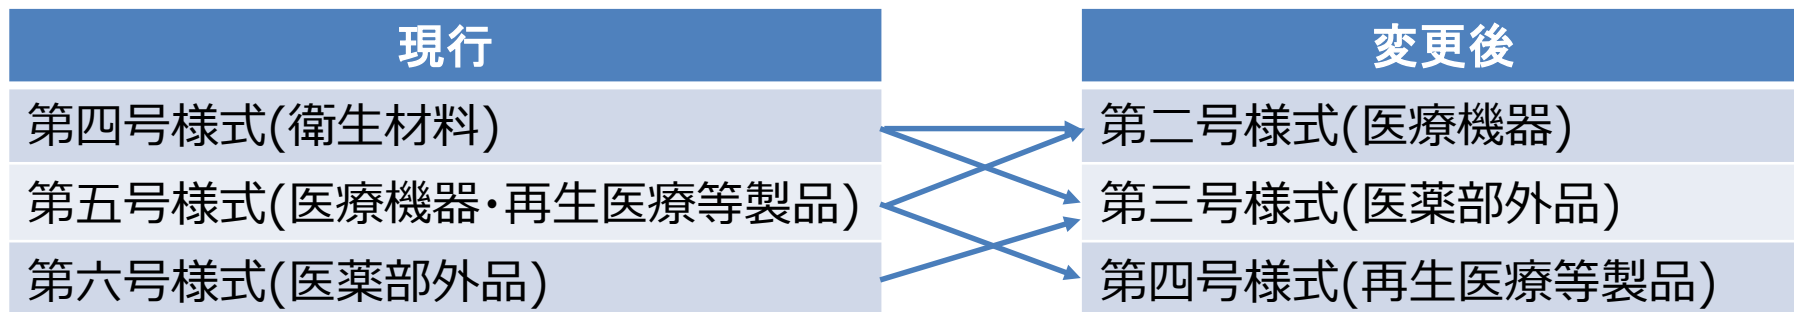 現行
変更後
第四号様式(衛生材料)
第二号様式(医療機器)
第五号様式(医療機器・再生医療等製品)
第三号様式(医薬部外品)
第六号様式(医薬部外品)
第四号様式(再生医療等製品)